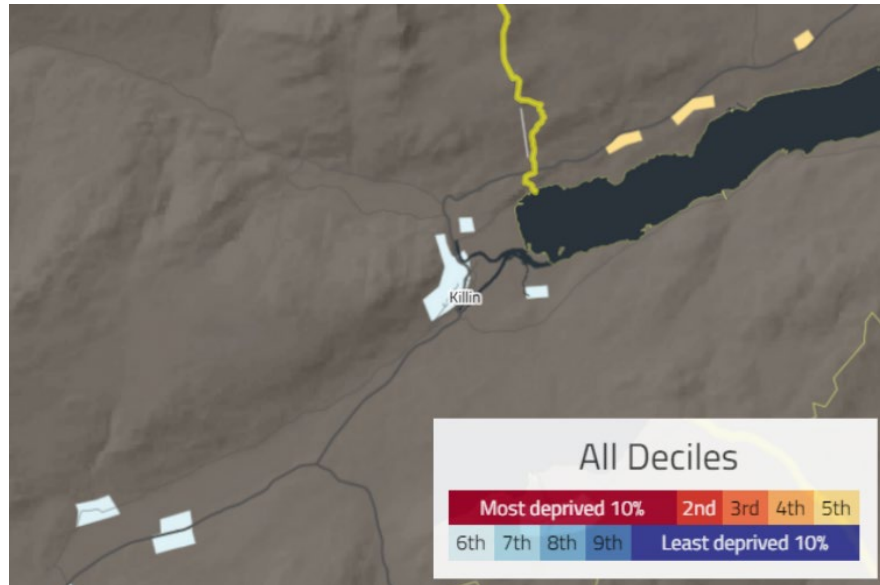 Killin
All Deciles
Most deprived 10% 2nd 3rd 4th 5th
6th 7th 8th 9th Least deprived 10%